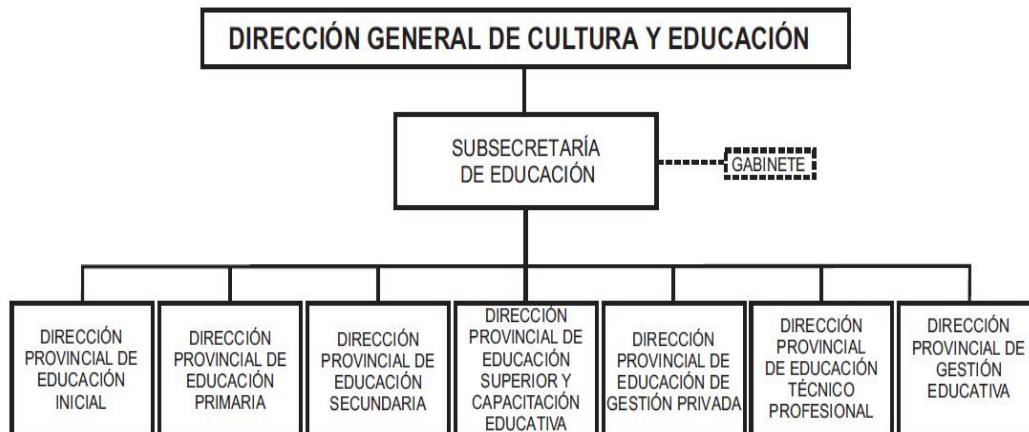 DIRECCIÓN GENERAL DE CULTURA Y EDUCACIÓN
SUBSECRETARÍA
DE EDUCACIÓN
GABINETE
DIRECCIÓN
PROVINCIAL DE
EDUCACIÓN
INICIAL
DIRECCIÓN
PROVINCIAL DE
EDUCACIÓN
PRIMARIA
DIRECCIÓN
PROVINCIAL DE
EDUCACIÓN
SECUNDARIA
DIRECCIÓN
PROVINCIAL DE
EDUCACIÓN
SUPERIOR Y
CAPACITACIÓN
EDUCATIVA
DIRECCIÓN
PROVINCIAL DE
EDUCACIÓN DE
GESTIÓN PRIVADA
DIRECCIÓN
PROVINCIAL
DE EDUCACIÓN
TÉCNICO
PROFESIONAL
DIRECCIÓN
PROVINCIAL DE
GESTIÓN
EDUCATIVA